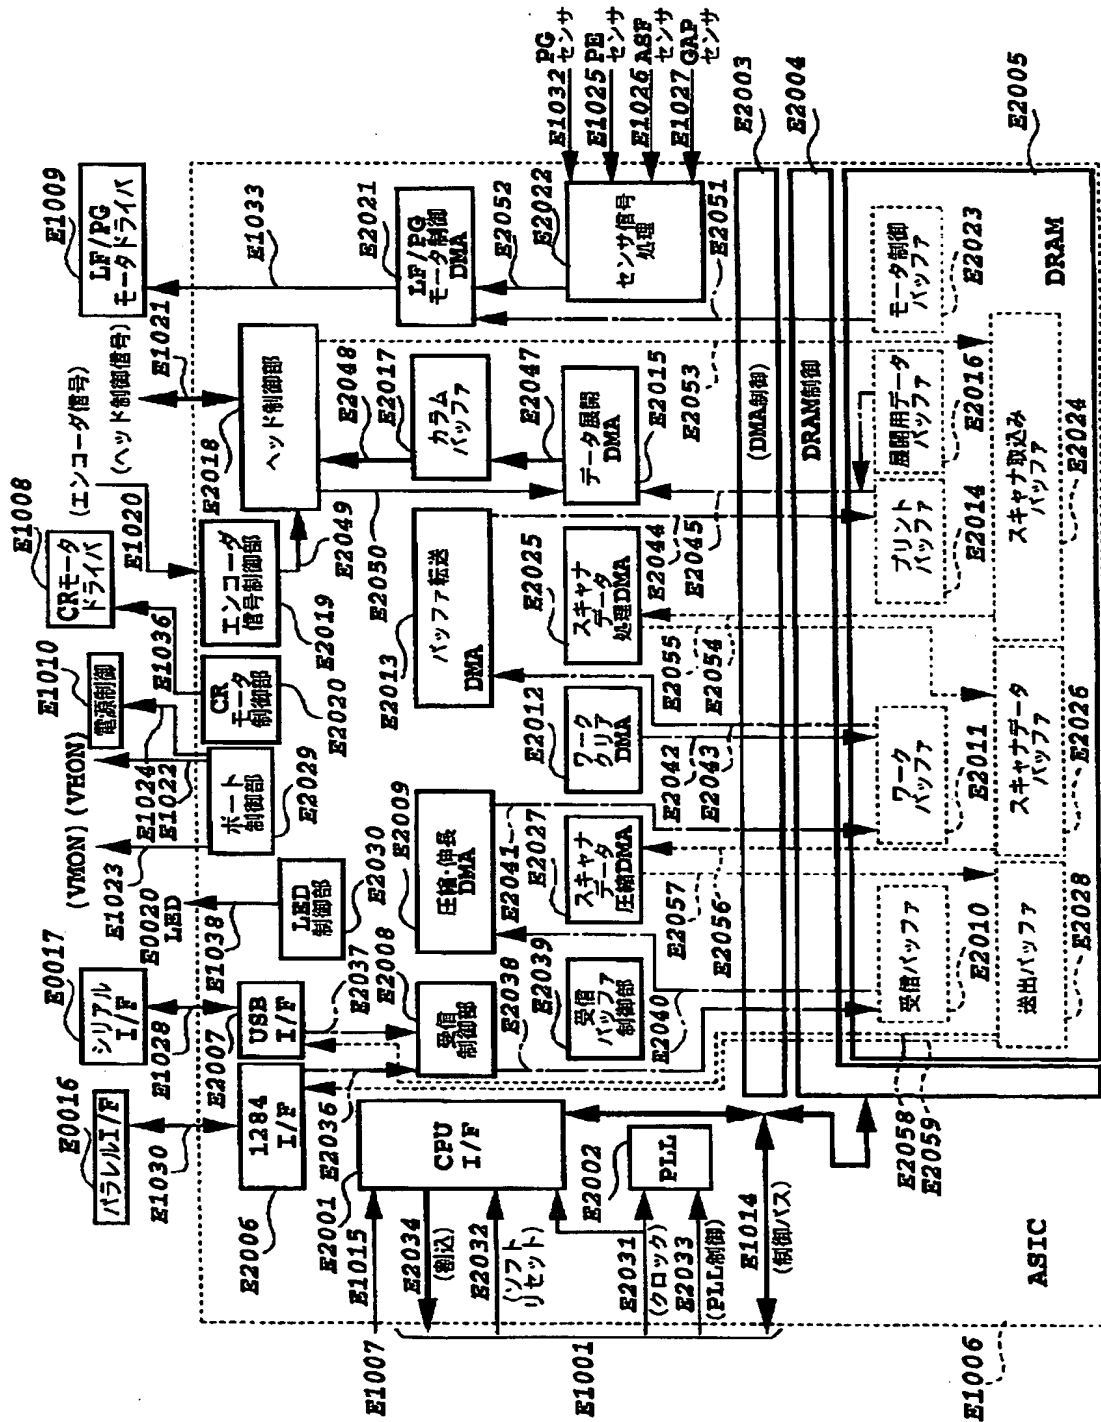 E0016
パラレルI/F
E1030
E0017
シリアル
I/F
E1028
E2007
E0020
LED
E1038
(VMON)
(VHON)
E1023
E1024
E1022
E1010
電源制御
E1036
E1008
CRモータ
ドライバ
E1020
(エンコーダ信号)
(ヘッド制御信号)
E1021
E1009
LF/PG
モータドライバ
E1033
E2006
1284
I/F
USB
I/F
E2036
E2037
E2008
受信
制御部
E2038
LED
制御部
E2030
ポート
制御部
E2029
CR
モータ
制御部
E2020
エンコーダ
信号制御部
E2019
E2018
ヘッド制御部
E2049
E2050
E2048
E2017
カラム
バッファ
E2047
LF/PG
モータ制御
DMA
E2021
E2052
E2022
センサ信号
処理
E1032
PG
センサ
E1025
PE
センサ
E1026
ASF
センサ
E1027
GAP
センサ
E2001
CPU
I/F
E1007
E1015
E2034
(割込)
E2032
(ソフト
リセット)
E2031
(クロック)
E2033
(PLL制御)
E1014
(制御バス)
E1001
E2002
PLL
E2009
圧縮・伸長
DMA
E2039
受信
バッファ
制御部
E2040
E2041
E2027
スキャナ
データ
圧縮DMA
E2057
E2056
E2012
ワーク
クリア
DMA
E2042
E2043
E2013
バッファ転送
DMA
E2025
スキャナ
データ
処理DMA
E2055
E2054
E2044
E2045
データ展開
DMA
E2015
E2053
E2051
E2003
(DMA制御)
E2004
DRAM制御
E2005
DRAM
E2058
E2059
受信バッファ
E2010
ワーク
バッファ
E2011
プリント
バッファ
E2014
展開用データ
バッファ
E2016
モータ制御
バッファ
E2023
送出バッファ
E2028
スキャナデータ
バッファ
E2026
スキャナ取込み
バッファ
E2024
ASIC
E1006